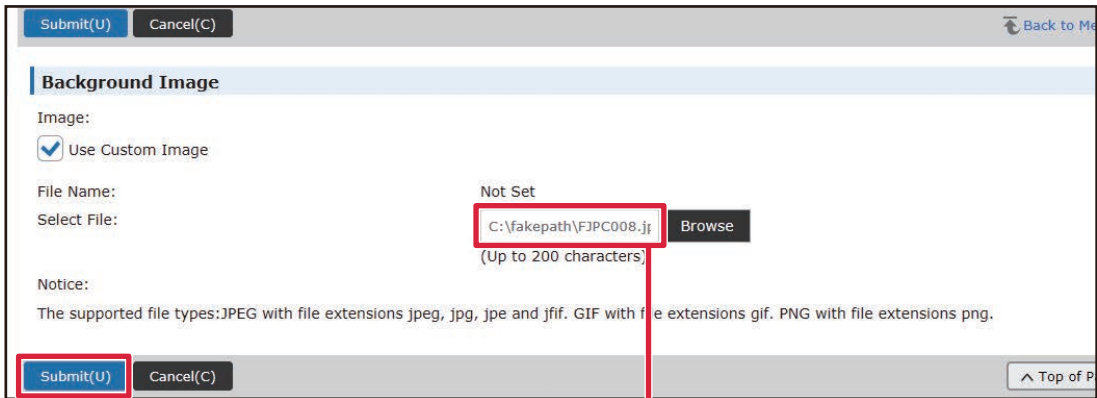 Submit(U) Cancel(C) Back to Me
Background Image
Image:
Use Custom Image
File Name: Not Set
Select File: C:\fakepath\FJPC008.jp Browse
(Up to 200 characters)
Notice:
The supported file types:JPEG with file extensions jpeg, jpg, jpe and jfif. GIF with file extensions gif. PNG with file extensions png.
Submit(U) Cancel(C) Top of P